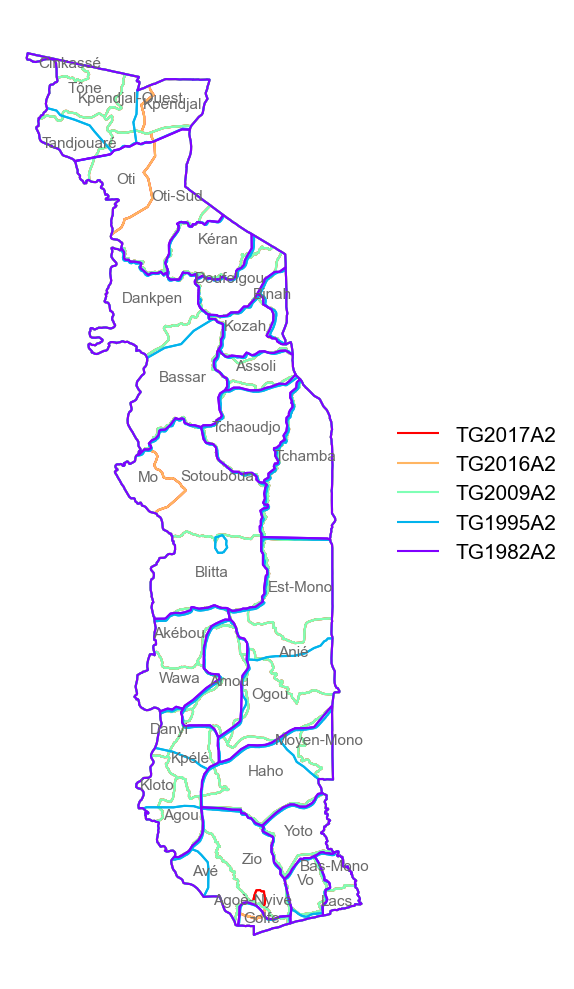 Cinkassé
Tône
Kpendjal-Ouest
Kpendjal
Tandjouaré
Oti
Oti-Sud
Kéran
Doufelgou
Binah
Dankpen
Kozah
Assoli
Bassar
Tchaoudjo
Tchamba
Mo
Sotouboua
Blitta
Est-Mono
Akébou
Anié
Wawa
Amou
Ogou
Danyi
Moyen-Mono
Kpélé
Haho
Kloto
Agou
Yoto
Zio
Avé
Bas-Mono
Vo
Agoè-Nyivé
Lacs
Golfe
TG2017A2
TG2016A2
TG2009A2
TG1995A2
TG1982A2